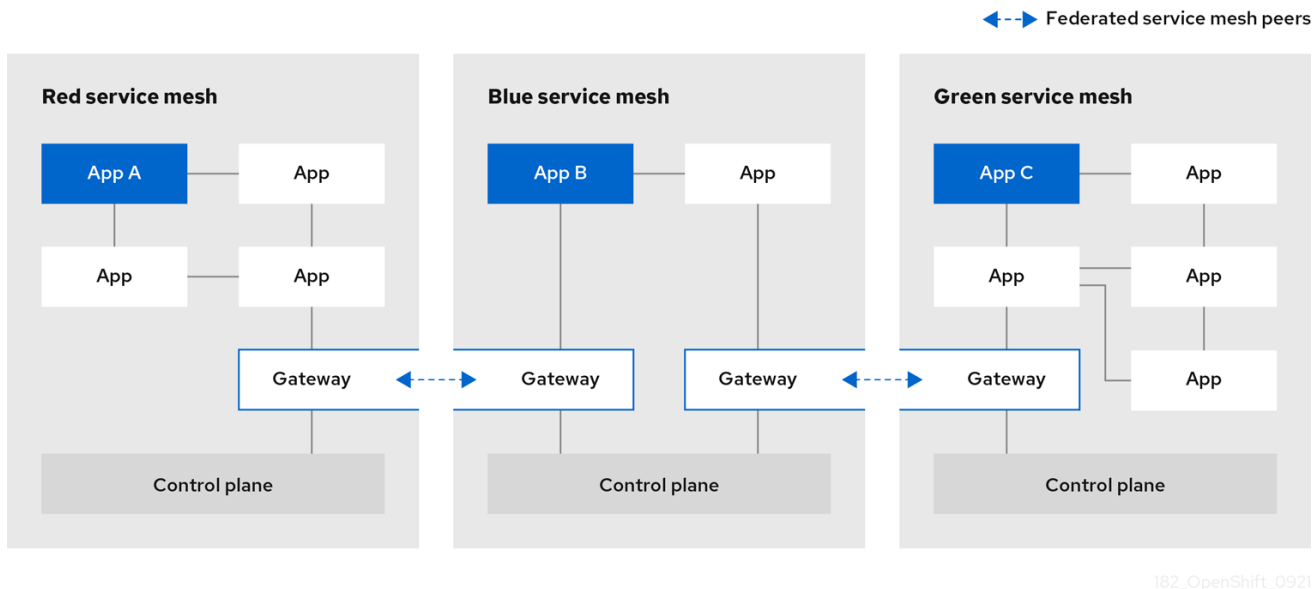 Federated service mesh peers
Red service mesh
App A
App
App
App
Gateway
Control plane
Blue service mesh
App B
App
Gateway
Gateway
Control plane
Green service mesh
App C
App
App
App
Gateway
App
Control plane
182_OpenShift_0921